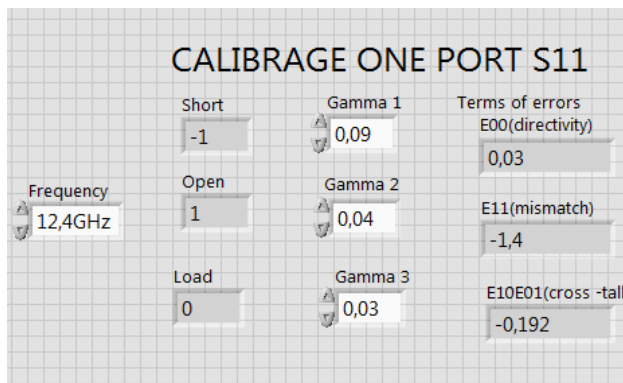 CALIBRAGE ONE PORT S11
Short
-1
Gamma 1
0,09
Terms of errors
E00(directivity)
0,03
Frequency
12,4GHz
Open
1
Gamma 2
0,04
E11(mismatch)
-1,4
Load
0
Gamma 3
0,03
E10E01(cross -tall
-0,192